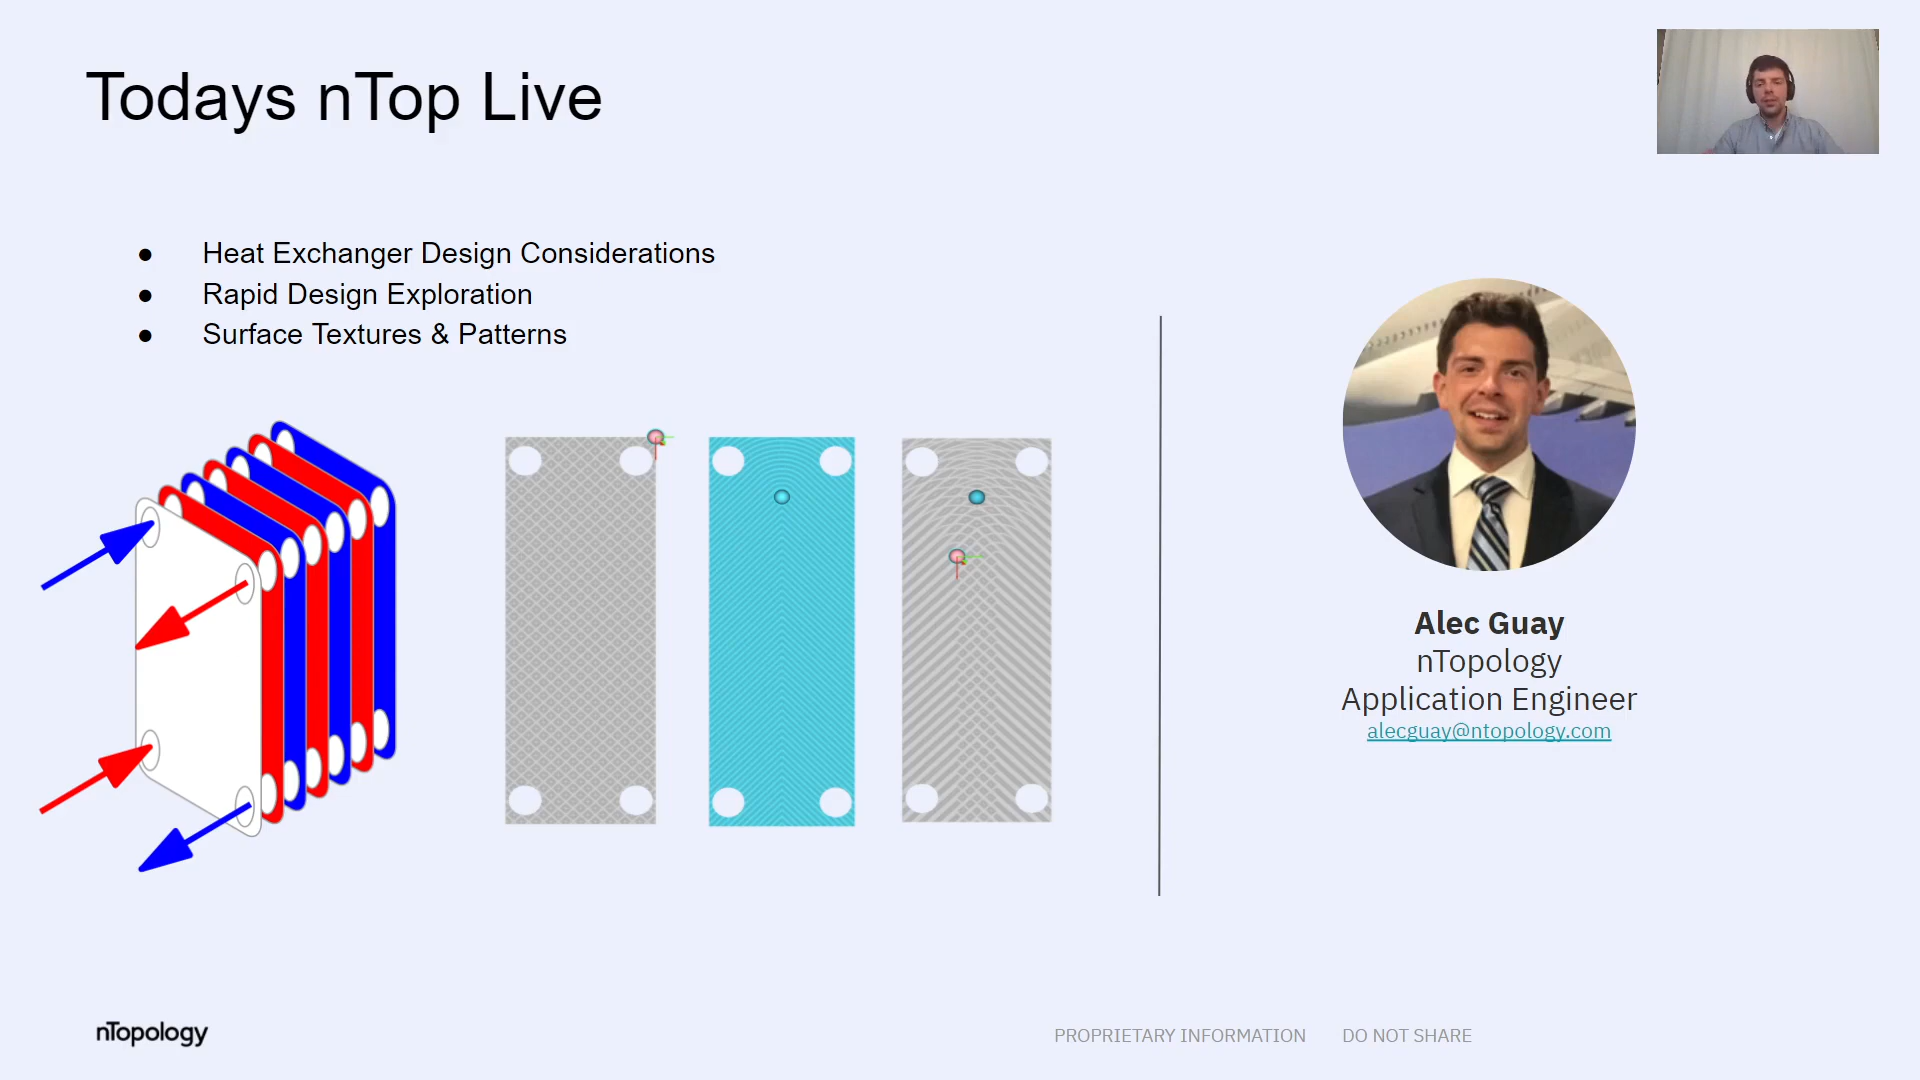 Todays nTop Live
● Heat Exchanger Design Considerations
● Rapid Design Exploration
● Surface Textures & Patterns
Alec Guay
nTopology
Application Engineer
alecguay@ntopology.com
nTopology
PROPRIETARY INFORMATION DO NOT SHARE